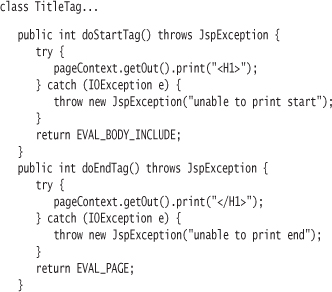 class TitleTag...
public int doStartTag() throws JspException {
try {
pageContext.getOut().print("<H1>");
} catch (IOException e) {
throw new JspException("unable to print start");
}
return EVAL_BODY_INCLUDE;
}
public int doEndTag() throws JspException {
try {
pageContext.getOut().print("</H1>");
} catch (IOException e) {
throw new JspException("unable to print end");
}
return EVAL_PAGE;
}